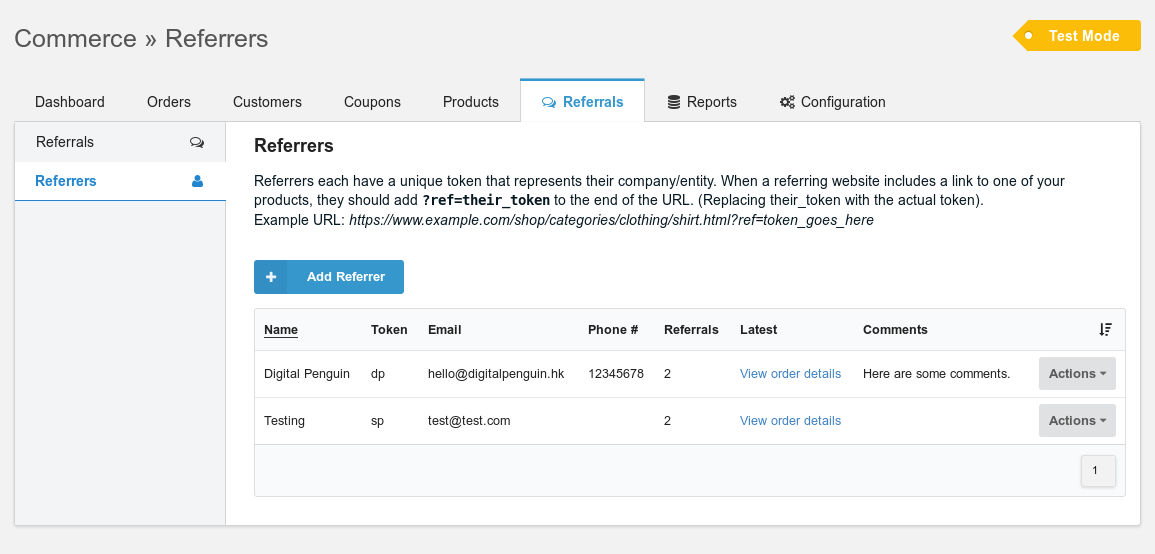 Commerce » Referrers
Test Mode
Dashboard Orders Customers Coupons Products Referrals Reports Configuration
Referrals
Referrers
Referrers
Referrers each have a unique token that represents their company/entity. When a referring website includes a link to one of your
products, they should add ?ref=their_token to the end of the URL. (Replacing their_token with the actual token).
Example URL: https://www.example.com/shop/categories/clothing/shirt.html?ref=token_goes_here
Add Referrer
Name Token Email Phone # Referrals Latest Comments
Digital Penguin dp hello@digitalpenguin.hk 12345678 2 View order details Here are some comments. Actions
Testing sp test@test.com 2 View order details Actions
1